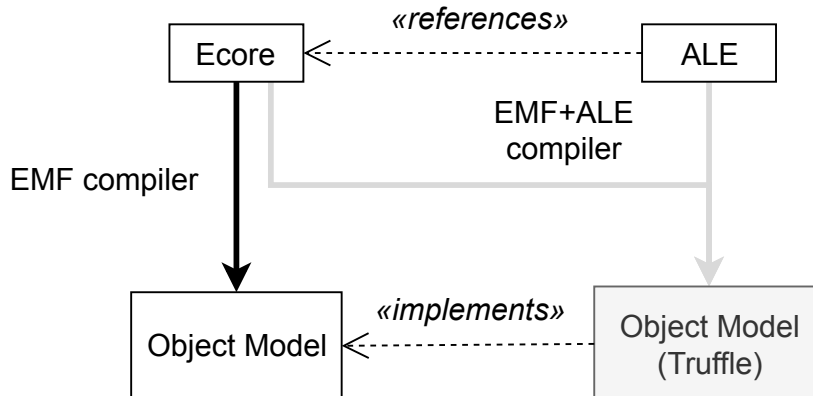 «references»
Ecore
ALE
EMF+ALE
compiler
EMF compiler
«implements»
Object Model
Object Model
(Truffle)